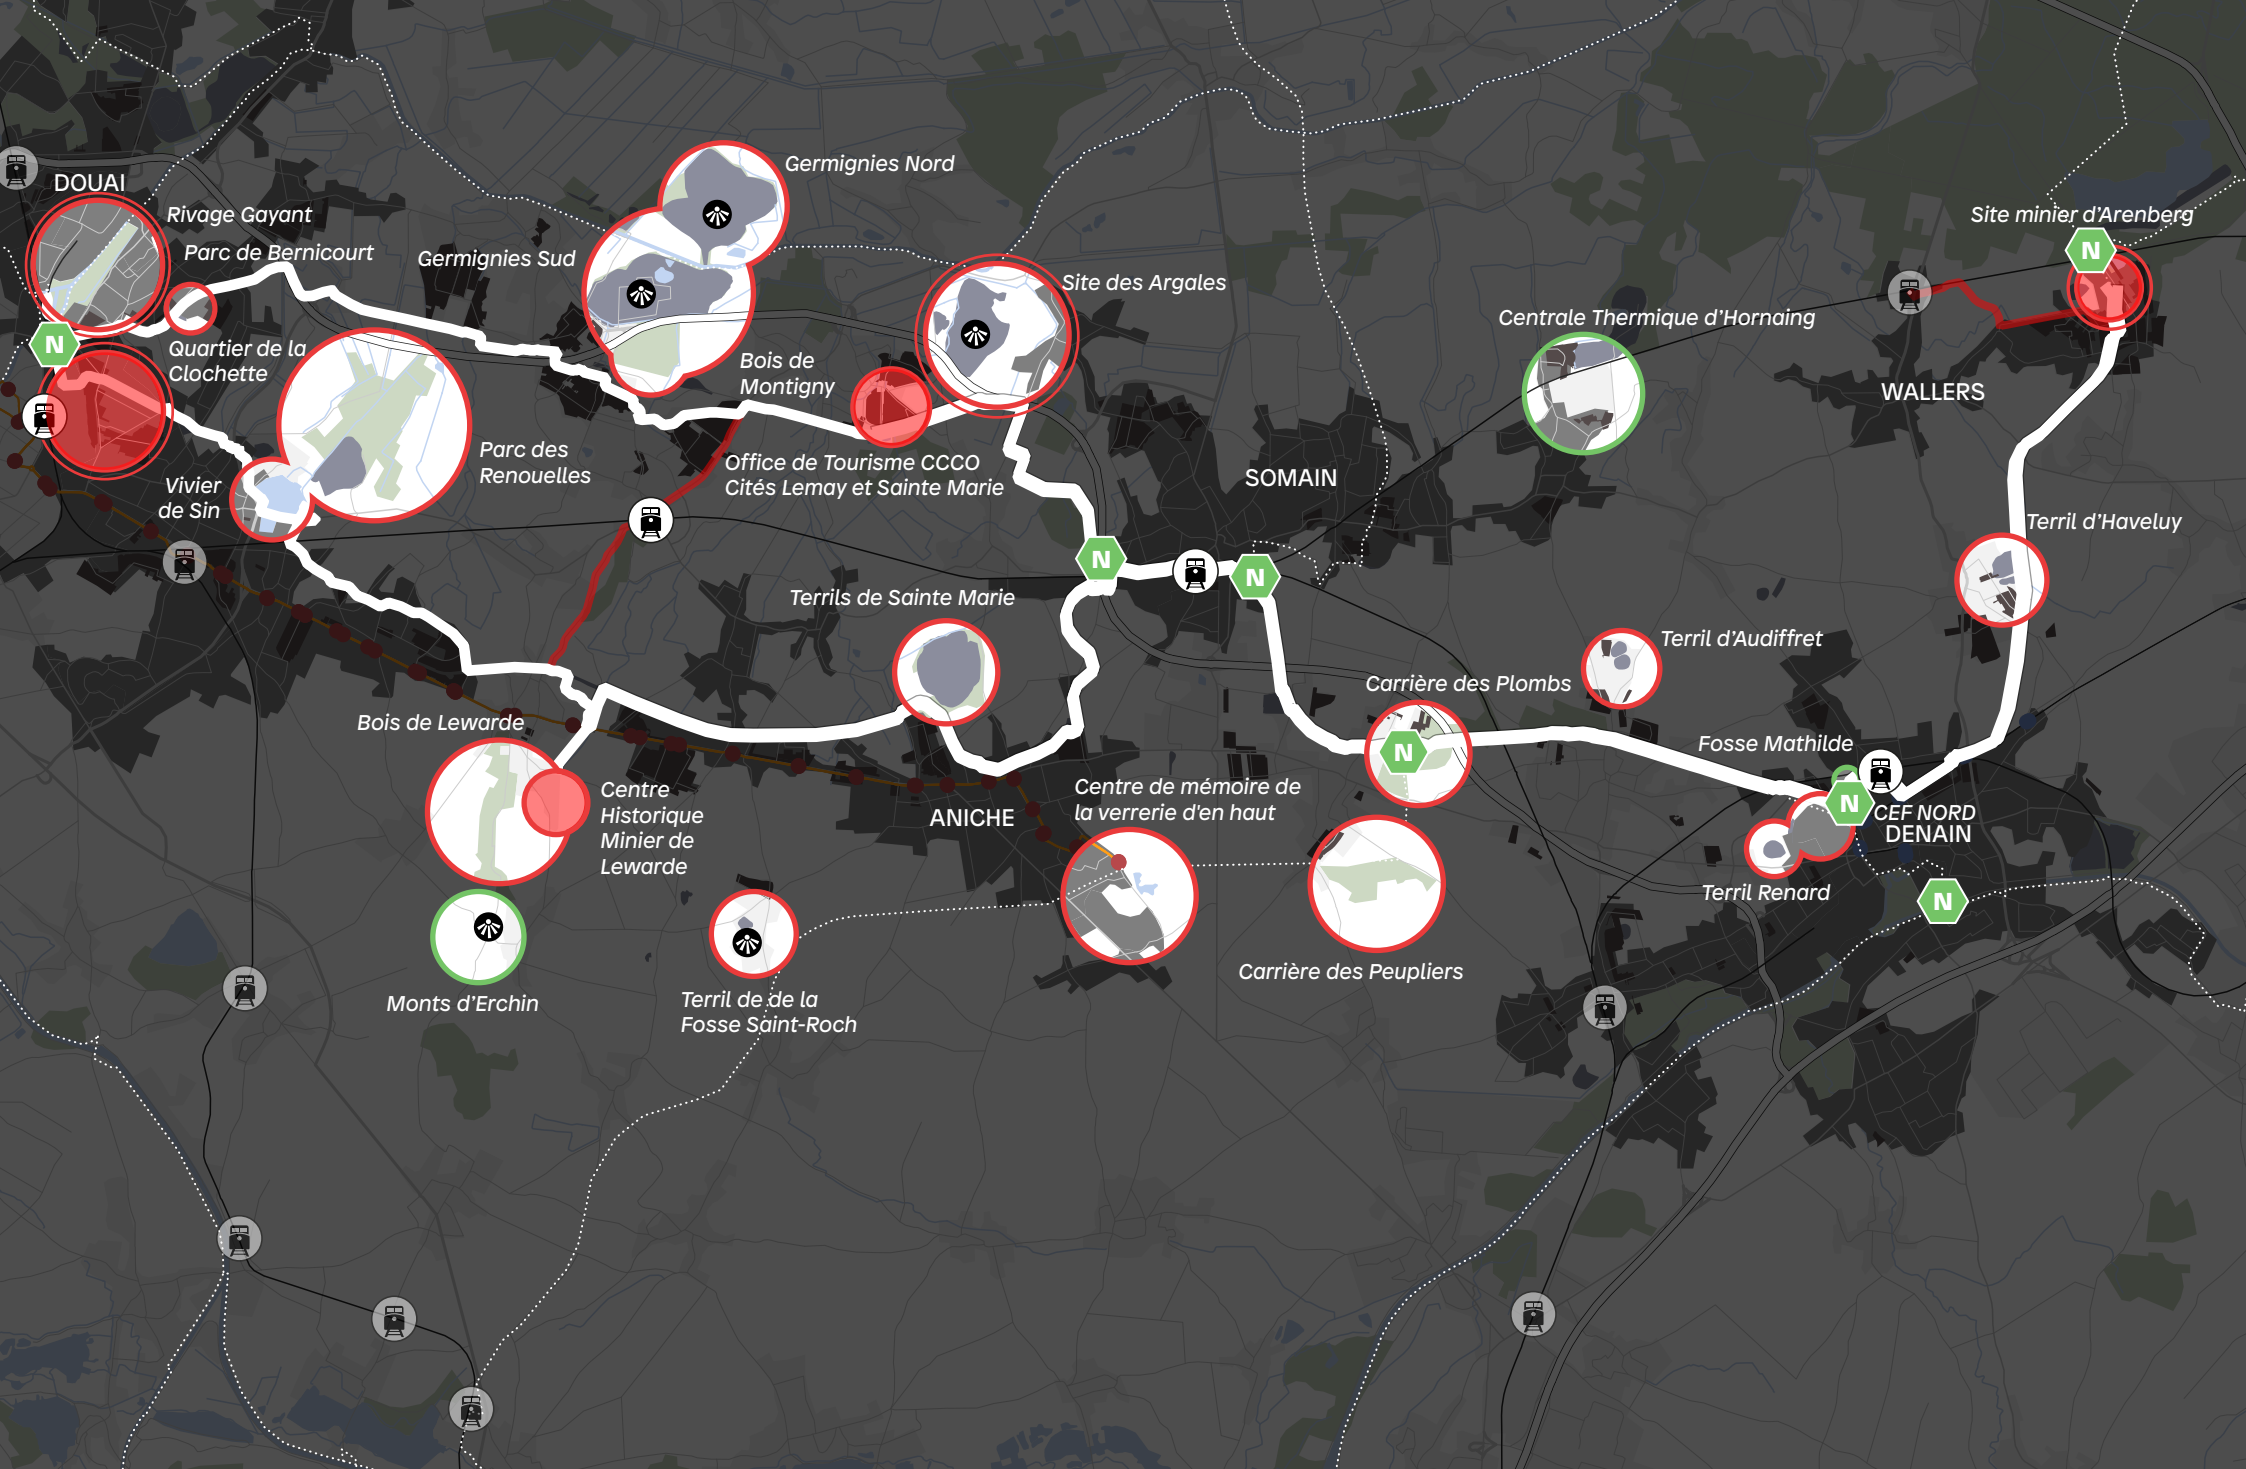 DOUAI
Rivage Gayant
Parc de Bernicourt
Quartier de la
Clochette
Germignies Sud
Germignies Nord
Site des Argales
Bois de
Montigny
Office de Tourisme CCCO
Cités Lemay et Sainte Marie
Parc des
Renouelles
Vivier
de Sin
N
N
N
N
N
N
N
SOMAIN
Centrale Thermique d'Hornaing
Site minier d'Arenberg
WALLERS
Terril d'Haveluy
Terril d'Audiffret
Terrils de Sainte Marie
Carrière des Plombs
Bois de Lewarde
Centre
Historique
Minier de
Lewarde
ANICHE
Centre de mémoire de
la verrerie d'en haut
Fosse Mathilde
CEF NORD
DENAIN
Terril Renard
Carrière des Peupliers
Monts d'Erchin
Terril de de la
Fosse Saint-Roch